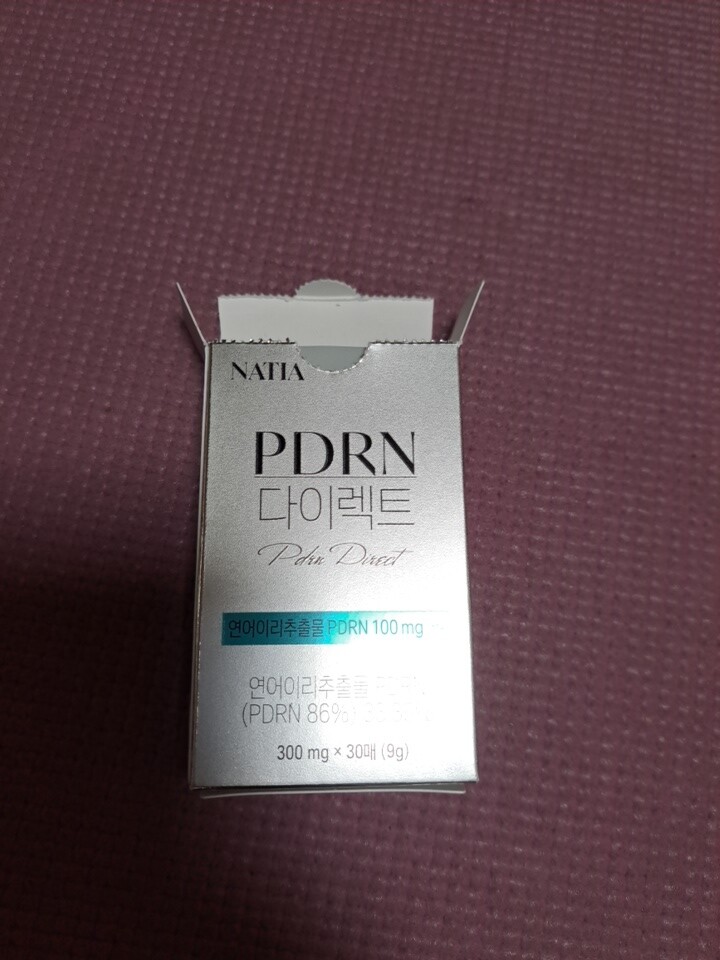 NATIA
PDRN
다이렉트
Pdrn Direct
연어이리추출물 PDRN 100 mg
연어이리추출물
(PDRN 86%)
300 mg × 30매 (9g)